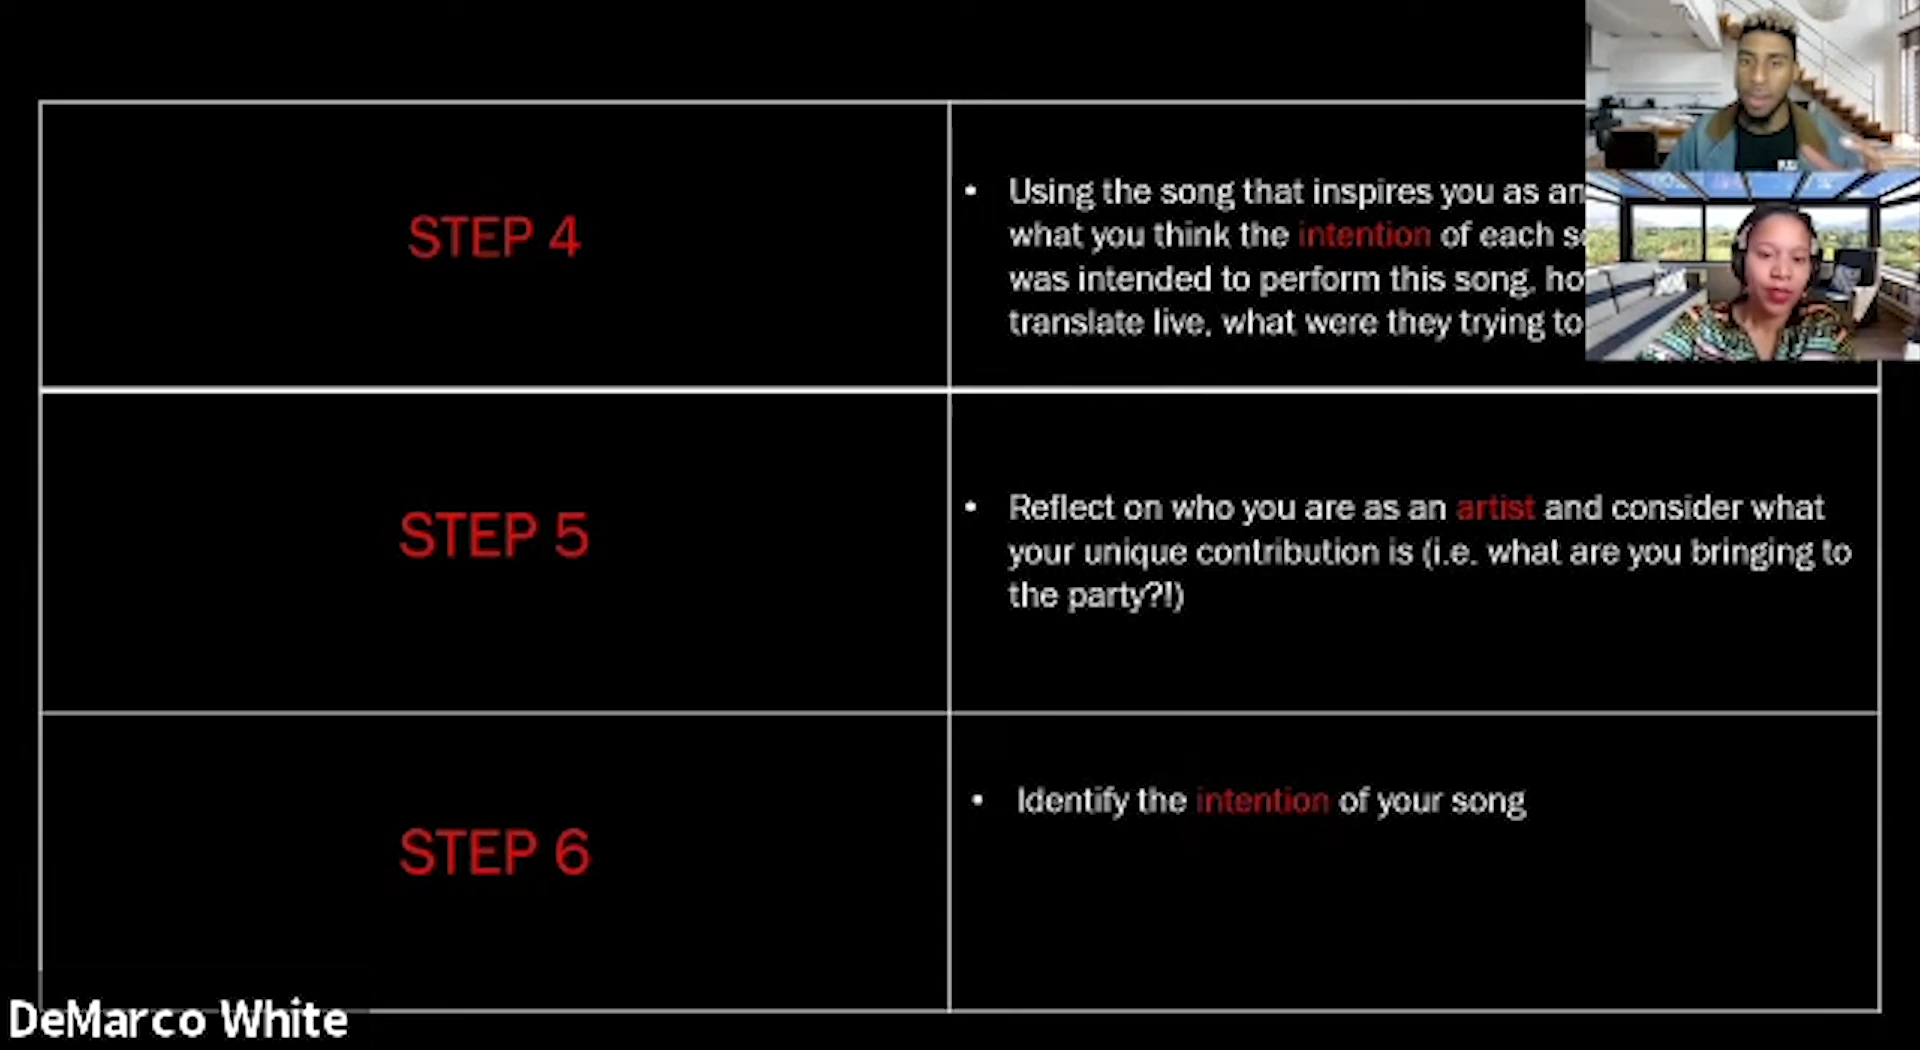 STEP 4
• Using the song that inspires you as an
what you think the intention of each
was intended to perform this song, 
translate live, what were they trying to
STEP 5
• Reflect on who you are as an artist and consider what
your unique contribution is (i.e. what are you bringing to
the party?!)
STEP 6
• Identify the intention of your song
DeMarco White